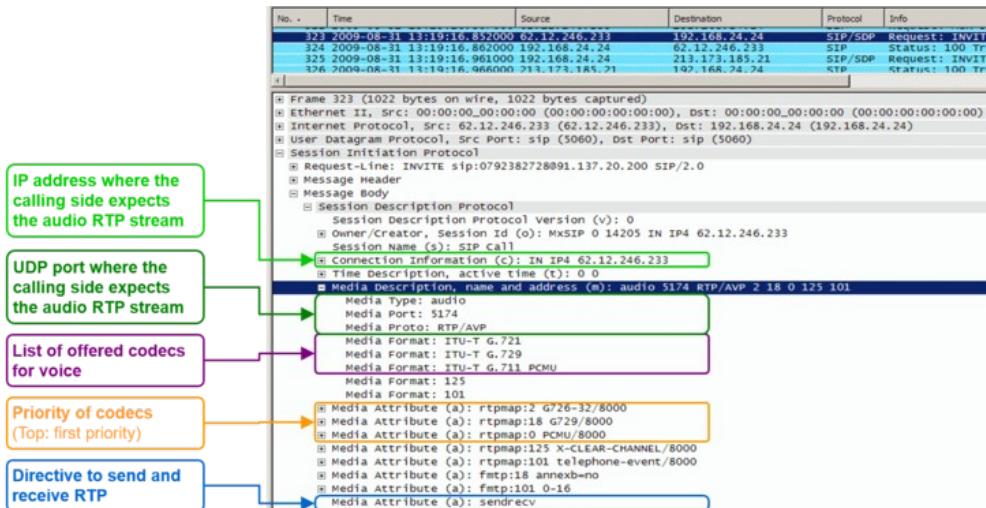 No. Time Source Destination Protocol Info
323 2009-08-31 13:19:16.852000 62.12.246.233 192.168.24.24 SIP/SDP Request: INVIT
324 2009-08-31 13:19:16.862000 192.168.24.24 62.12.246.233 SIP Status: 100 Tr
325 2009-08-31 13:19:16.961000 192.168.24.24 213.173.185.21 SIP/SDP Request: INVIT
326 2009-08-31 13:19:16.966000 213.173.185.21 192.168.24.24 SIP Status: 100 Tr
Frame 323 (1022 bytes on wire, 1022 bytes captured)
Ethernet II, Src: 00:00:00_00:00:00 (00:00:00:00:00:00), Dst: 00:00:00_00:00:00 (00:00:00:00:00:00)
Internet Protocol, Src: 62.12.246.233 (62.12.246.233), Dst: 192.168.24.24 (192.168.24.24)
User Datagram Protocol, Src Port: sip (5060), Dst Port: sip (5060)
Session Initiation Protocol
Request-Line: INVITE sip:0792382728@91.137.20.200 SIP/2.0
Message Header
Message Body
Session Description Protocol
Session Description Protocol Version (v): 0
Owner/Creator, Session Id (o): MxSIP 0 14205 IN IP4 62.12.246.233
Session Name (s): SIP Call
Connection Information (c): IN IP4 62.12.246.233
Time Description, active time (t): 0 0
Media Description, name and address (m): audio 5174 RTP/AVP 2 18 0 125 101
Media Type: audio
Media Port: 5174
Media Proto: RTP/AVP
Media Format: ITU-T G.721
Media Format: ITU-T G.729
Media Format: ITU-T G.711 PCMU
Media Format: 125
Media Format: 101
Media Attribute (a): rtpmap:2 G726-32/8000
Media Attribute (a): rtpmap:18 G729/8000
Media Attribute (a): rtpmap:0 PCMU/8000
Media Attribute (a): rtpmap:125 X-CLEAR-CHANNEL/8000
Media Attribute (a): rtpmap:101 telephone-event/8000
Media Attribute (a): fmtp:18 annexb=no
Media Attribute (a): fmtp:101 0-16
Media Attribute (a): sendrecv
IP address where the
calling side expects
the audio RTP stream
UDP port where the
calling side expects
the audio RTP stream
List of offered codecs
for voice
Priority of codecs
(Top: first priority)
Directive to send and
receive RTP